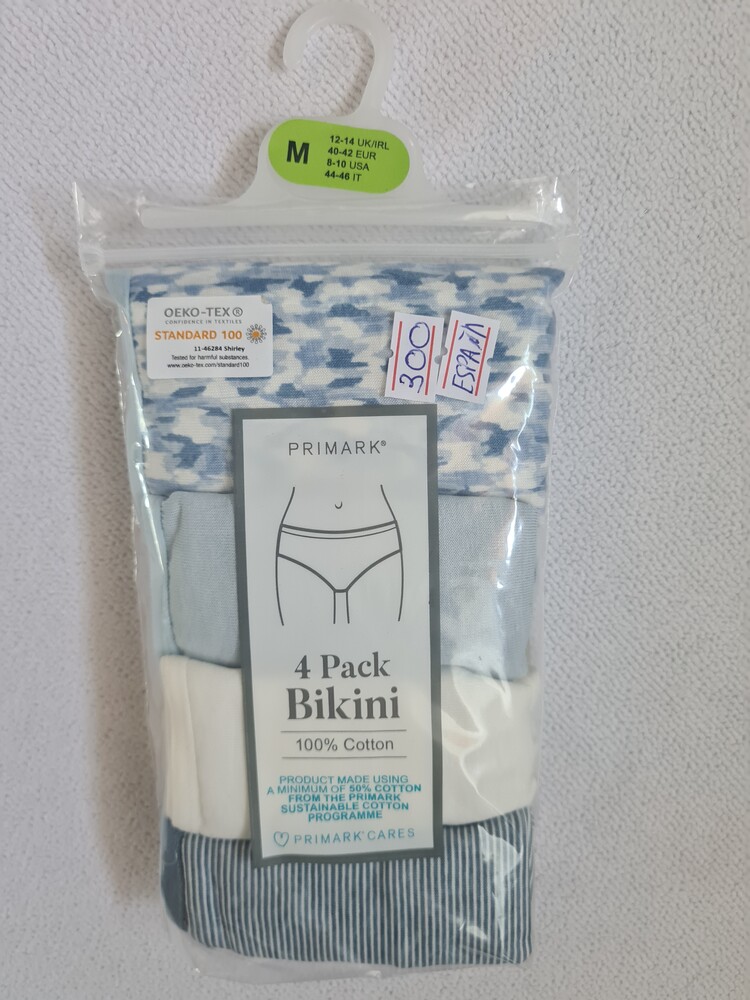 M
12-14 UK/IRL
40-42 EUR
8-10 USA
44-46 IT
OEKO-TEX®
CONFIDENCE IN TEXTILES
STANDARD 100
11-46284 Shirley
Tested for harmful substances.
www.oeko-tex.com/standard100
300
ESPAÑA
PRIMARK®
4 Pack
Bikini
100% Cotton
PRODUCT MADE USING
A MINIMUM OF 50% COTTON
FROM THE PRIMARK
SUSTAINABLE COTTON
PROGRAMME
PRIMARK® CARES